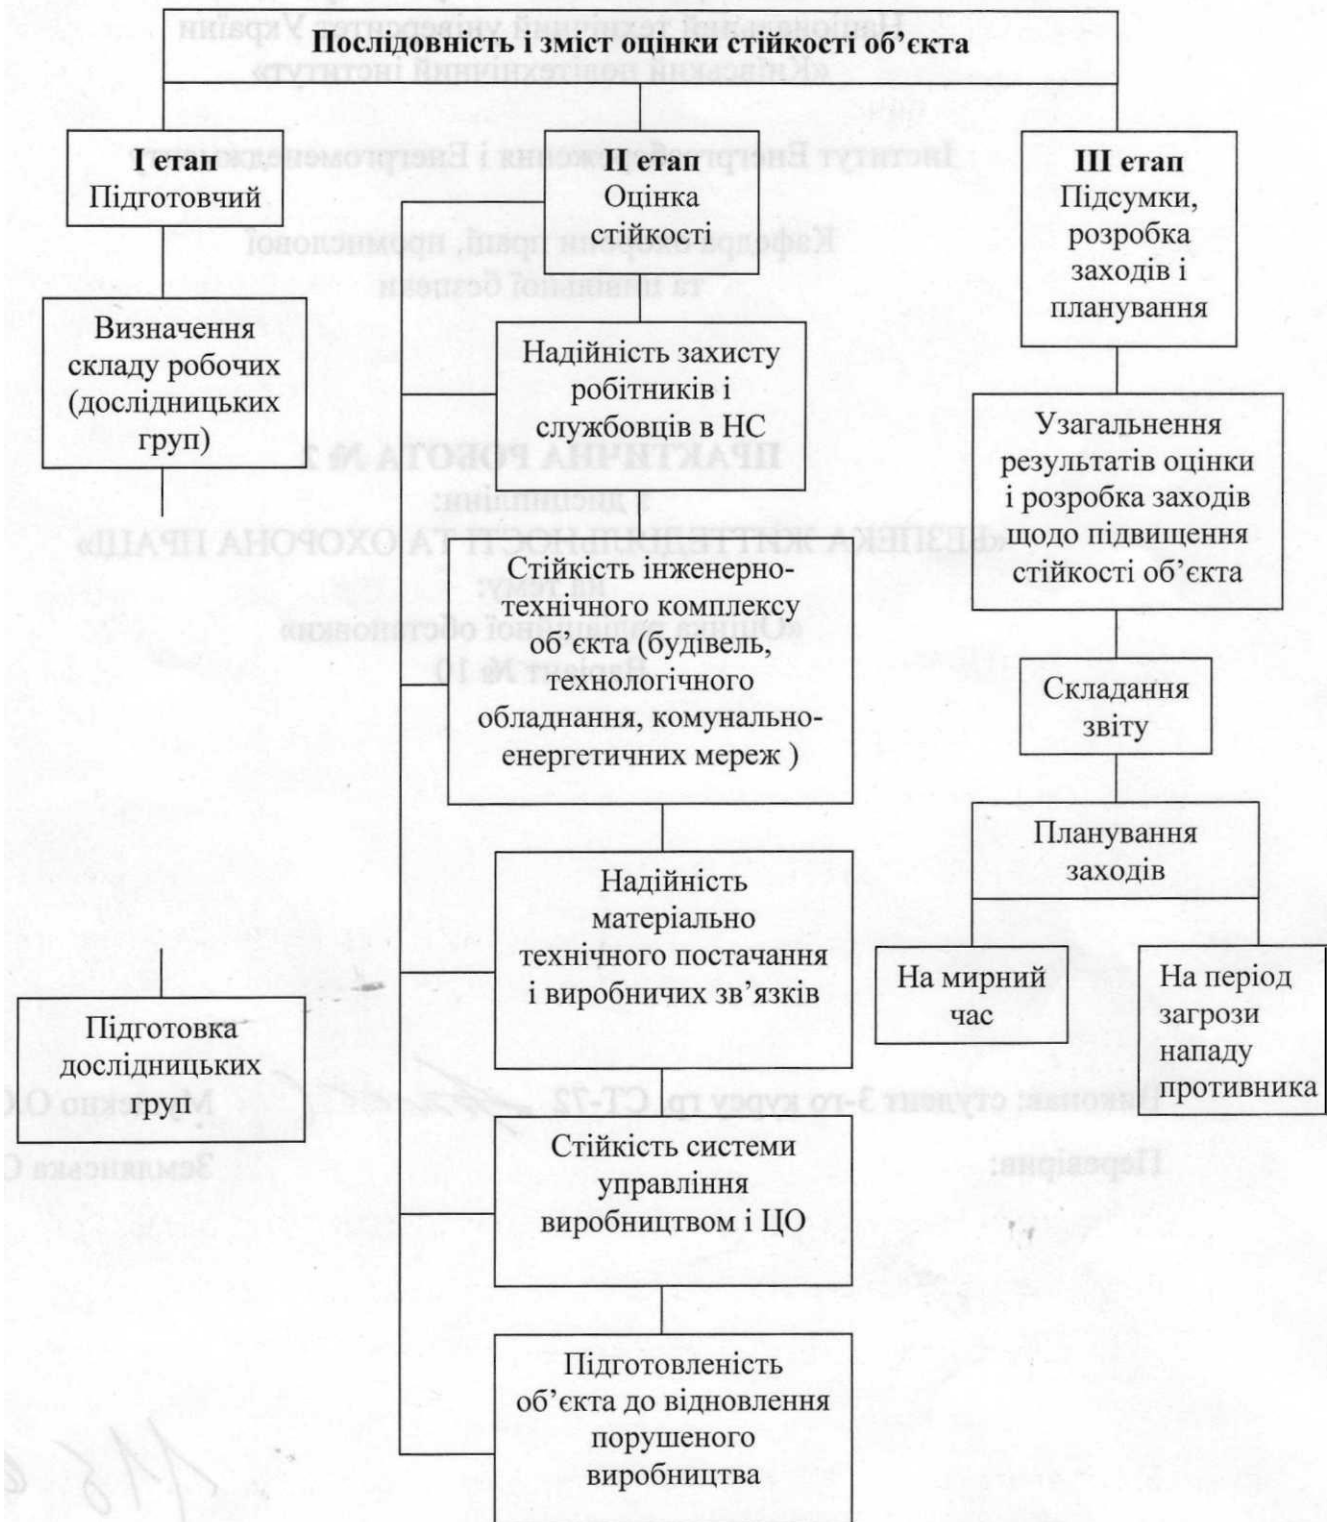 Послідовність і зміст оцінки стійкості об’єкта
І етап
Підготовчий
Визначення
складу робочих
(дослідницьких
груп)
Підготовка
дослідницьких
груп
ІІ етап
Оцінка
стійкості
Надійність захисту
робітників і
службовців в НС
Стійкість інженерно-
технічного комплексу
об’єкта (будівель,
технологічного
обладнання, комунально-
енергетичних мереж )
Надійність
матеріально
технічного постачання
і виробничих зв’язків
Стійкість системи
управління
виробництвом і ЦО
Підготовленість
об’єкта до відновлення
порушеного
виробництва
ІІІ етап
Підсумки,
розробка
заходів і
планування
Узагальнення
результатів оцінки
і розробка заходів
щодо підвищення
стійкості об’єкта
Складання
звіту
Планування
заходів
На мирний
час
На період
загрози
нападу
противника